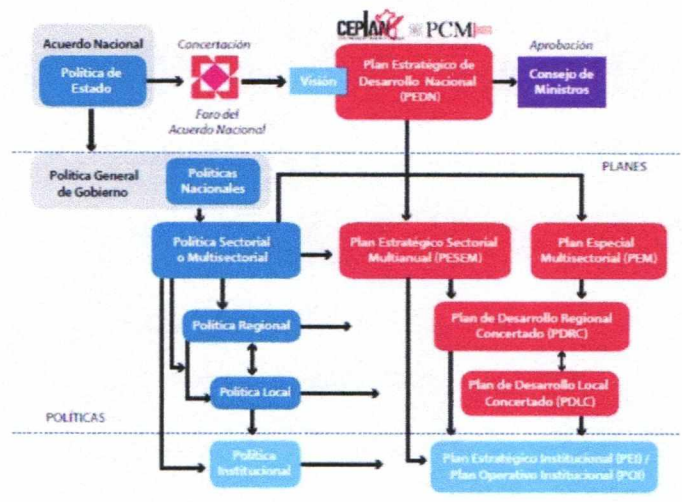 CEPLAN PCM
Acuerdo Nacional
Política de
Estado
Concertación
Foro del
Acuerdo Nacional
Visión
Plan Estratégico de
Desarrollo Nacional
(PEDN)
Aprobación
Consejo de
Ministros
Política General
de Gobierno
Políticas
Nacionales
PLANES
Política Sectorial
o Multisectorial
Plan Estratégico Sectorial
Multianual (PESEM)
Plan Especial
Multisectorial (PEM)
Política Regional
Plan de Desarrollo Regional
Concertado (PDRC)
Política Local
Plan de Desarrollo Local
Concertado (PDLC)
POLÍTICAS
Política
Institucional
Plan Estratégico Institucional (PEI) /
Plan Operativo Institucional (POI)